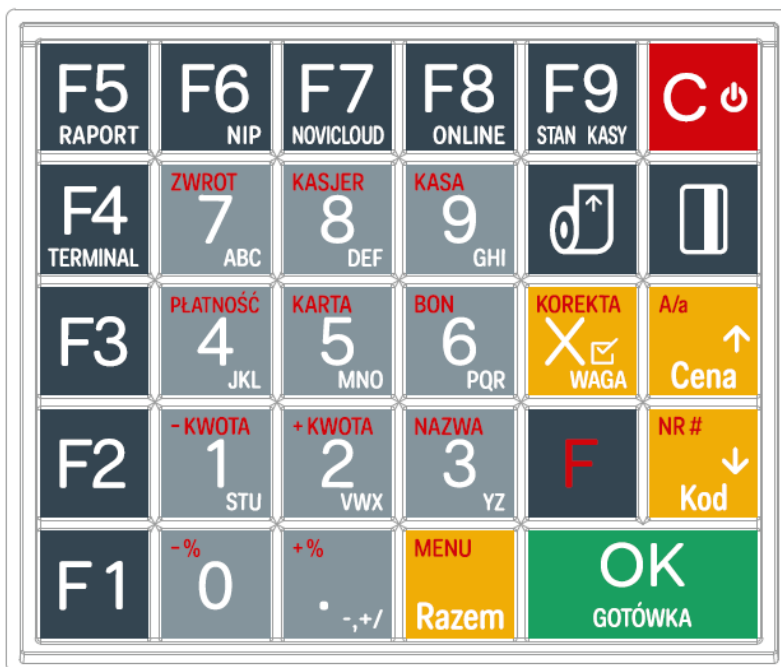 F5
RAPORT
F6
NIP
F7
NOVICLOUD
F8
ONLINE
F9
STAN KASY
C
F4
TERMINAL
ZWROT
7
ABC
KASJER
8
DEF
KASA
9
GHI
F3
PŁATNOŚĆ
4
JKL
KARTA
5
MNO
BON
6
PQR
KOREKTA
X
WAGA
A/a
↑
Cena
F2
-KWOTA
1
STU
+KWOTA
2
VWX
NAZWA
3
YZ
F
NR #
↓
Kod
F1
-%
0
+%
.
-,+/
MENU
Razem
OK
GOTÓWKA